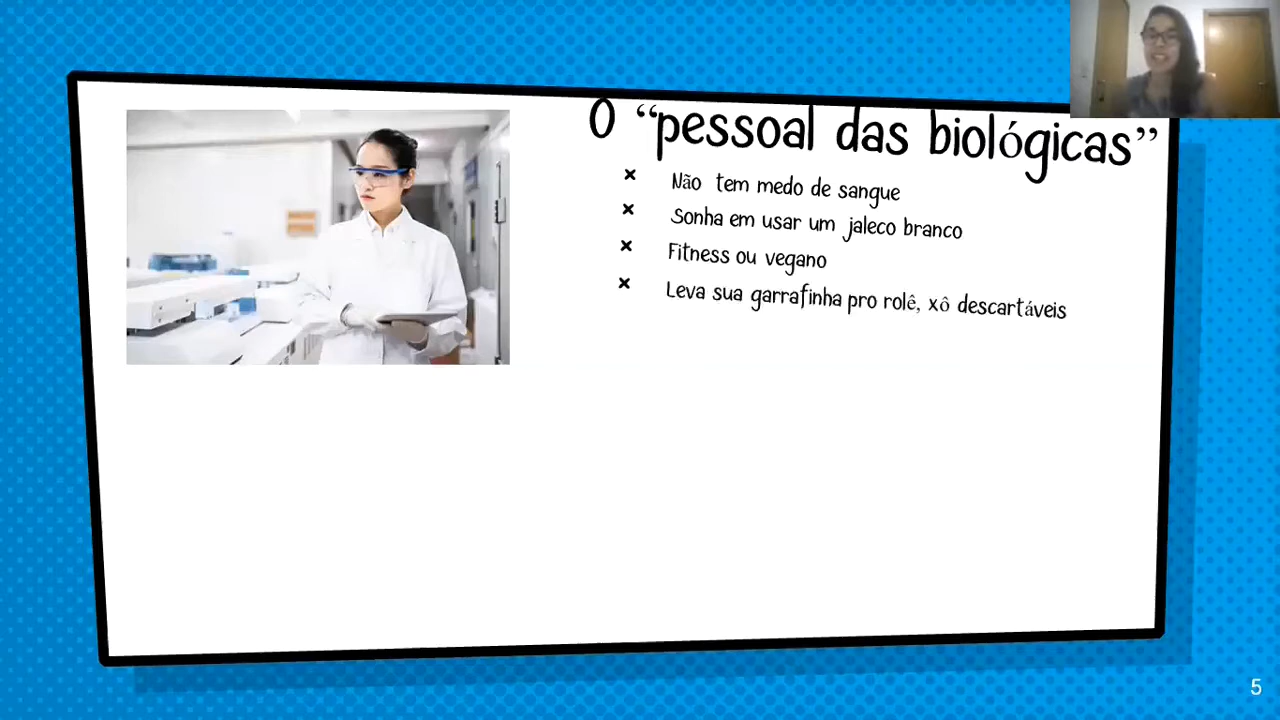 O “pessoal das biológicas”
× Não tem medo de sangue
× Sonha em usar um jaleco branco
× Fitness ou vegano
× Leva sua garrafinha pro rolê, xô descartáveis
5